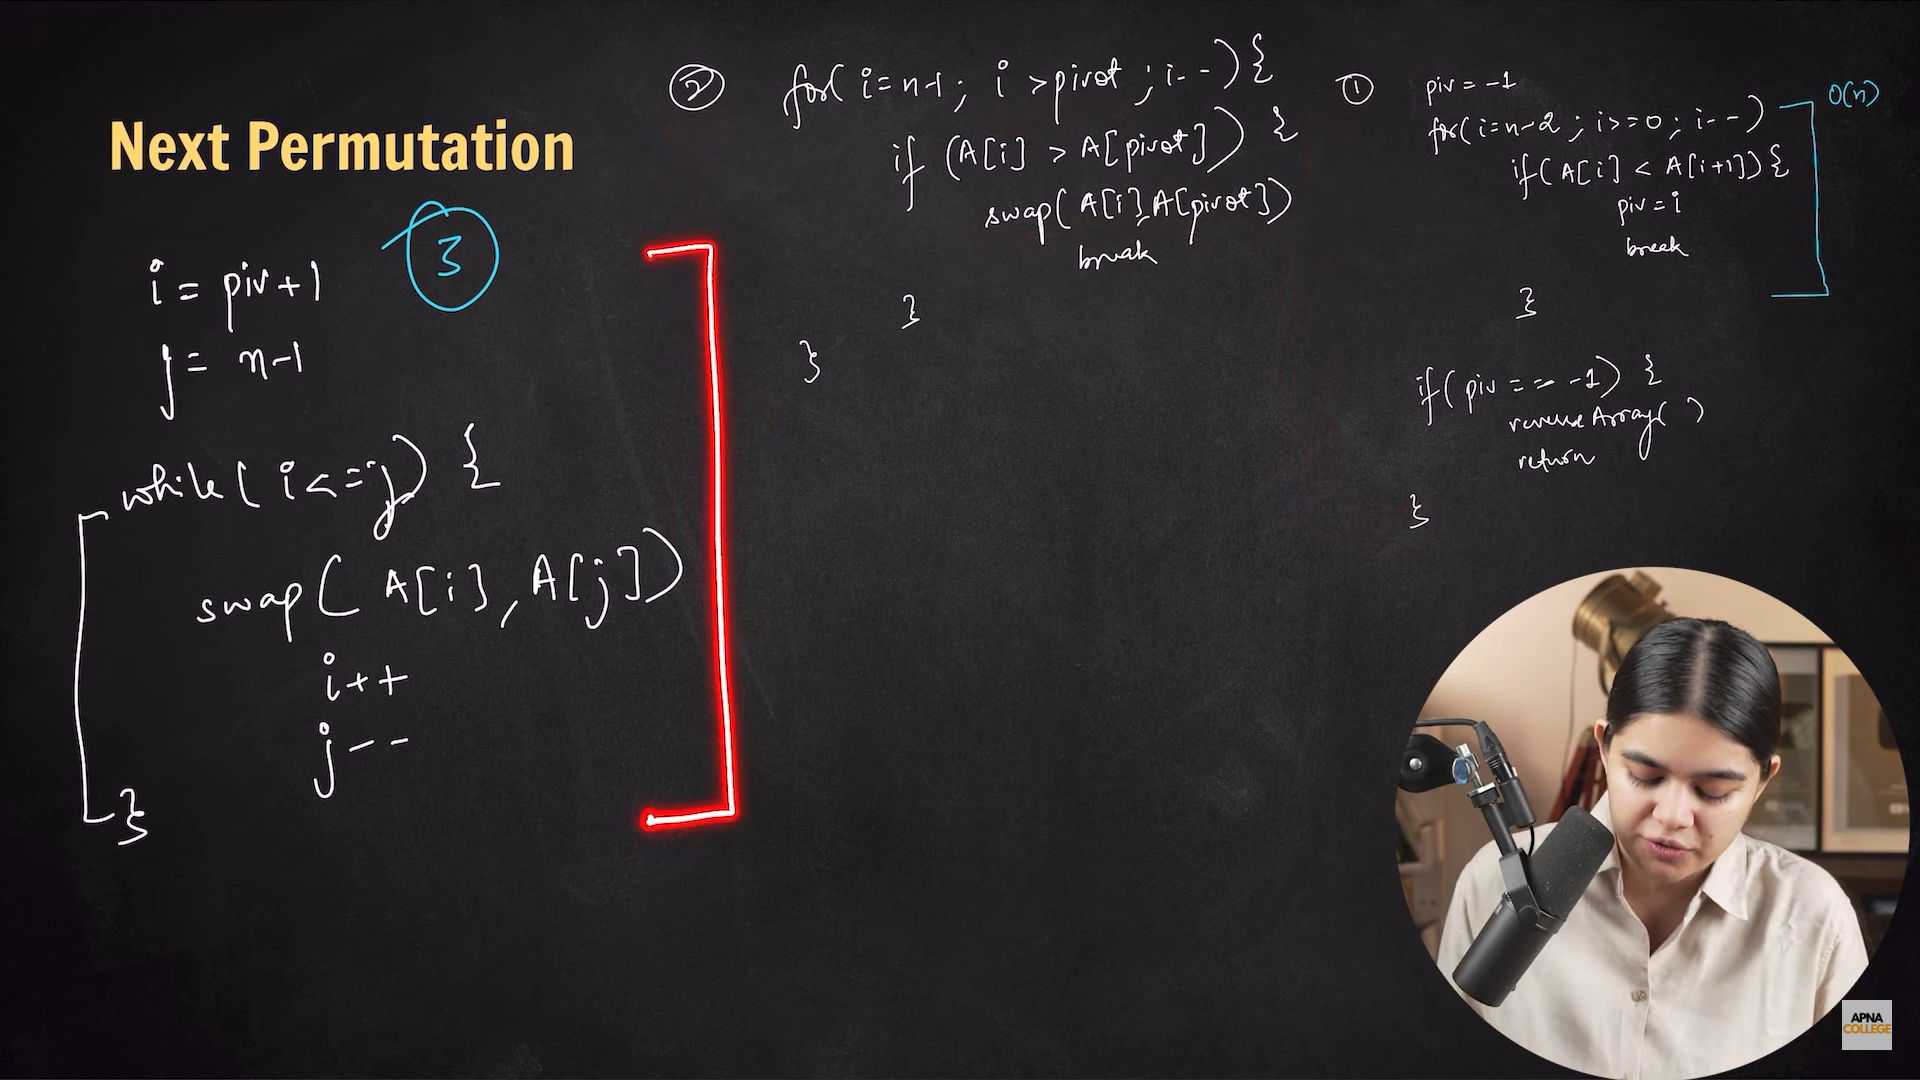 Next Permutation
3
i = piv+1
j = n-1
while( i<=j) {
swap( A[i], A[j])
i++
j--
}
2
for( i=n-1; i >pivot ; i--) {
if (A[i] > A[pivot]) {
swap( A[i],A[pivot])
break
}
}
1
piv = -1
for(i=n-2 ; i>=0; i--)
if( A[i] < A[i+1]) {
piv = i
break
}
O(n)
if( piv == -1) {
reverseArray( )
return
}
APNA
COLLEGE